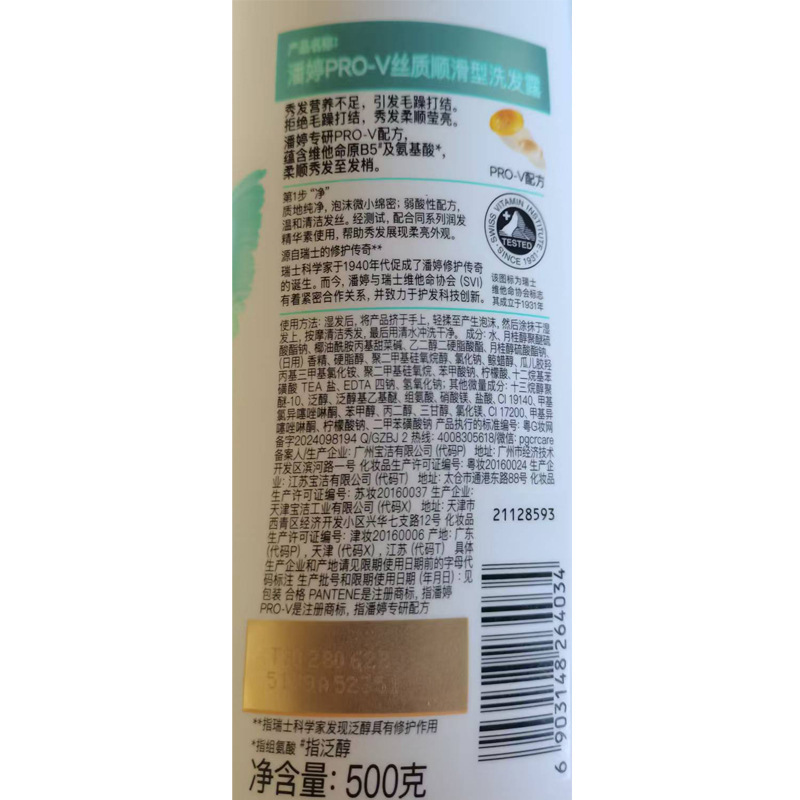 产品名称:
潘婷PRO-V丝质顺滑型洗发露
秀发营养不足，引发毛躁打结。
拒绝毛躁打结，秀发柔顺莹亮。
潘婷专研PRO-V配方，
蕴含维他命原B5#及氨基酸*，
柔顺秀发至发梢。
PRO-V配方
第1步 “净”
质地纯净，泡沫微小绵密；弱酸性配方，
温和清洁发丝。经测试，配合同系列润发
精华素使用，帮助秀发展现柔亮外观。
源自瑞士的修护传奇**
瑞士科学家于1940年代促成了潘婷修护传奇
的诞生。而今，潘婷与瑞士维他命协会 (SVI)
有着紧密合作关系，并致力于护发科技创新。
SWISS VITAMIN INSTITUTE
TESTED
SINCE 1931
该图标为瑞士
维他命协会标志
其成立于1931年
使用方法: 湿发后, 将产品挤于手上, 轻揉至产生泡沫, 然后涂抹于湿
发上, 按摩清洁秀发, 最后用清水冲洗干净。 成分: 水, 月桂醇聚醚硫
酸酯钠, 椰油酰胺丙基甜菜碱, 乙二醇二硬脂酸酯, 月桂醇硫酸酯钠,
(日用) 香精, 硬脂醇, 聚二甲基硅氧烷醇, 氯化钠, 鲸蜡醇, 瓜儿胶羟
丙基三甲基氯化铵, 聚二甲基硅氧烷, 苯甲酸钠, 柠檬酸, 十二烷基苯
磺酸 TEA 盐, EDTA 四钠, 氢氧化钠; 其他微量成分: 十三烷醇聚
醚-10, 泛醇, 泛醇基乙基醚, 组氨酸, 硝酸镁, 盐酸, CI 19140, 甲基
氯异噻唑啉酮, 苯甲醇, 丙二醇, 三甘醇, 氯化镁, CI 17200, 甲基异
噻唑啉酮, 柠檬酸钠, 二甲苯磺酸钠 产品执行的标准编号: 粤G妆网
备字2024098194 Q/GZBJ 2 热线: 4008305618/微信: pgcrcare
备案人/生产企业: 广州宝洁有限公司 (代码P) 地址: 广州市经济技术
开发区滨河路一号 化妆品生产许可证编号: 粤妆20160024 生产企
业: 江苏宝洁有限公司 (代码T) 地址: 太仓市通港东路88号 化妆品
生产许可证编号: 苏妆20160037 生产企业:
天津宝洁工业有限公司 (代码X) 地址: 天津市
西青区经济开发小区兴华七支路12号 化妆品
生产许可证编号: 津妆20160006 产地: 广东
(代码P) , 天津 (代码X) , 江苏 (代码T) 具体
生产企业和产地请见限期使用日期前的字母代
码标注 生产批号和限期使用日期 (年月日) : 见
包装 合格 PANTENE是注册商标, 指潘婷
PRO-V是注册商标, 指潘婷专研配方
21128593
6 903148 264034
**指瑞士科学家发现泛醇具有修护作用
*指组氨酸 #指泛醇
净含量: 500克